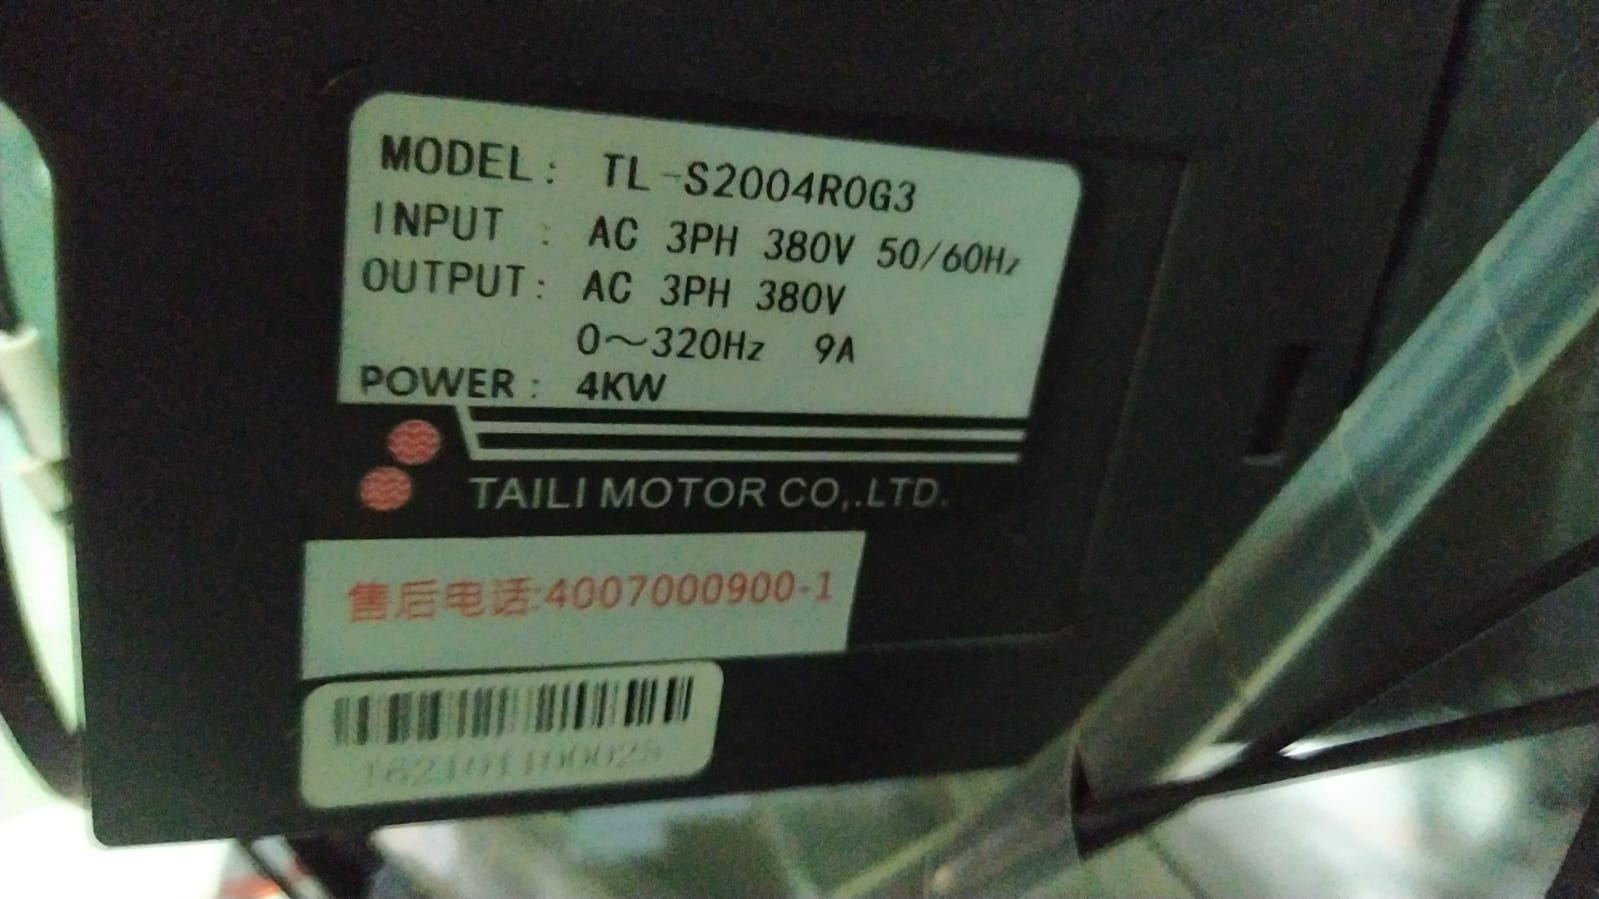 MODEL: TL-S2004R0G3
INPUT : AC 3PH 380V 50/60Hz
OUTPUT: AC 3PH 380V
0～320Hz 9A
POWER: 4KW
TAILI MOTOR CO,.LTD.
售后电话:4007000900-1